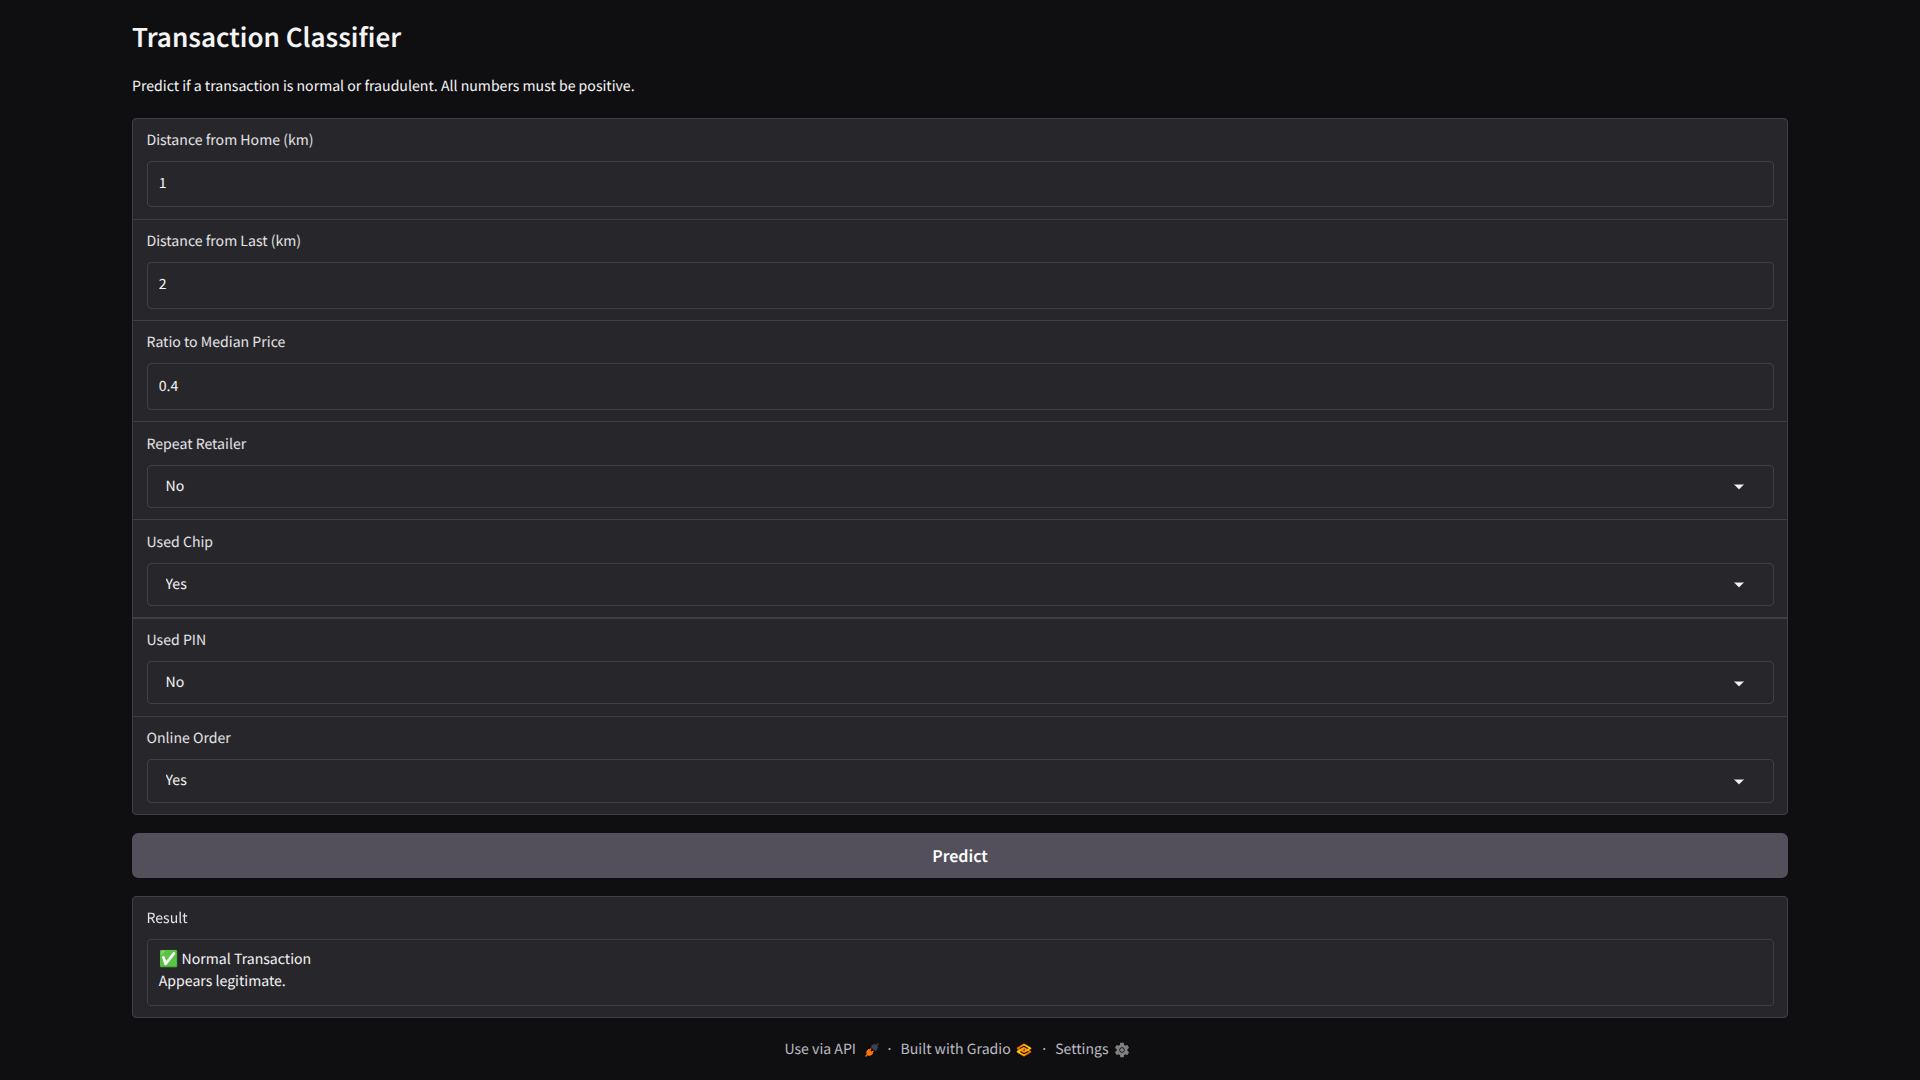 Transaction Classifier
Predict if a transaction is normal or fraudulent. All numbers must be positive.
Distance from Home (km)
1
Distance from Last (km)
2
Ratio to Median Price
0.4
Repeat Retailer
No
Used Chip
Yes
Used PIN
No
Online Order
Yes
Predict
Result
✅ Normal Transaction
Appears legitimate.
Use via API · Built with Gradio · Settings